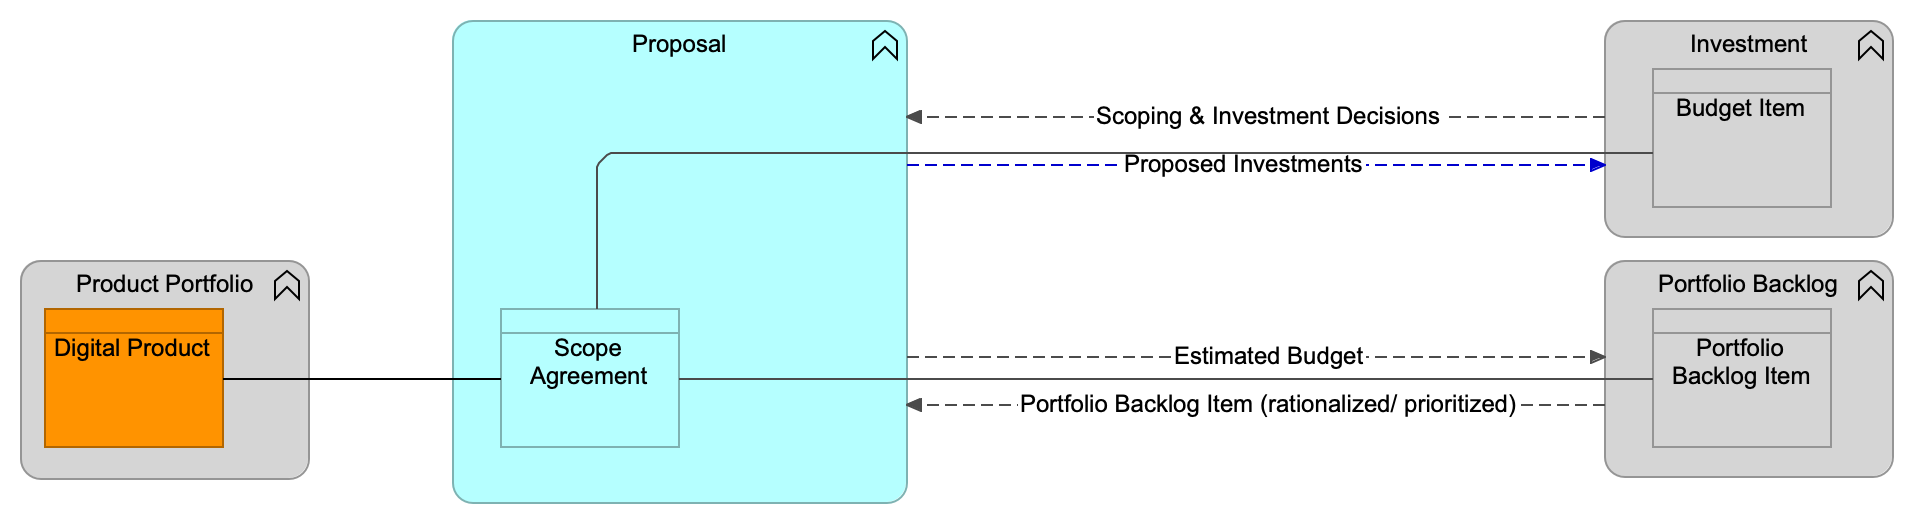 Proposal
Investment
Budget Item
Scoping & Investment Decisions
Proposed Investments
Product Portfolio
Digital Product
Scope
Agreement
Portfolio Backlog
Portfolio
Backlog Item
Estimated Budget
Portfolio Backlog Item (rationalized/ prioritized)